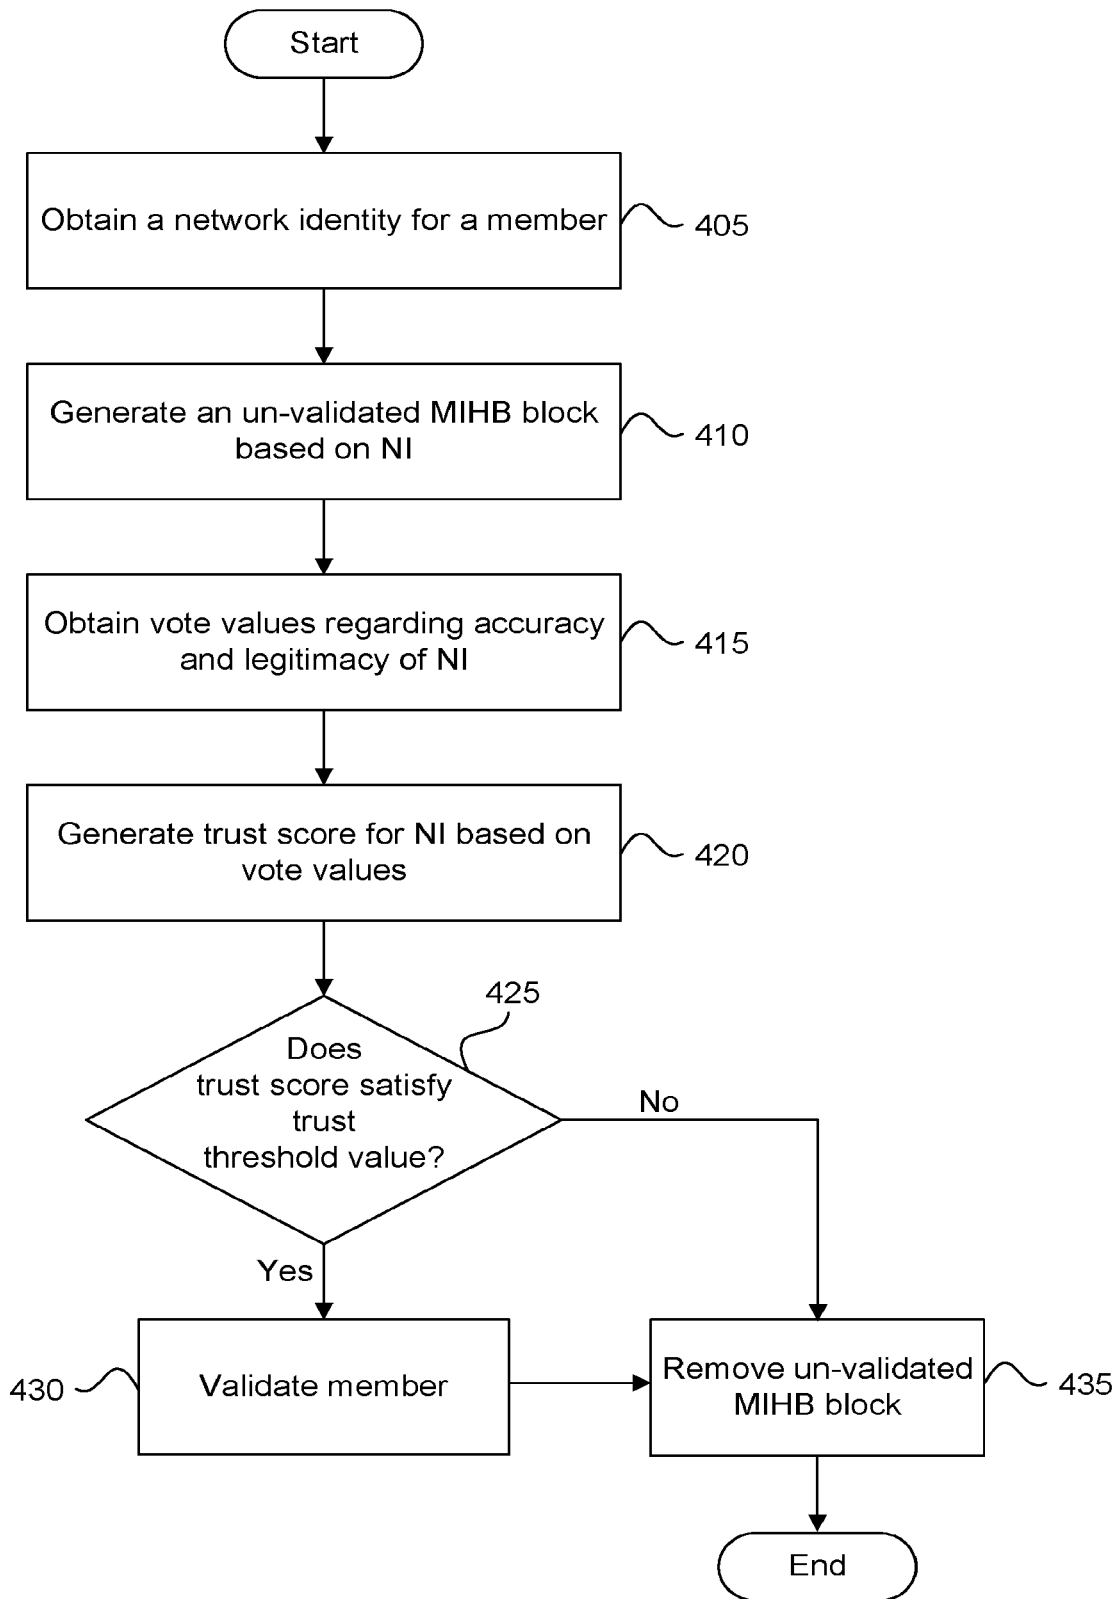 Start
Obtain a network identity for a member
405
Generate an un-validated MIHB block
based on NI
410
Obtain vote values regarding accuracy
and legitimacy of NI
415
Generate trust score for NI based on
vote values
420
425
Does
trust score satisfy
trust
threshold value?
No
Yes
430
Validate member
Remove un-validated
MIHB block
435
End